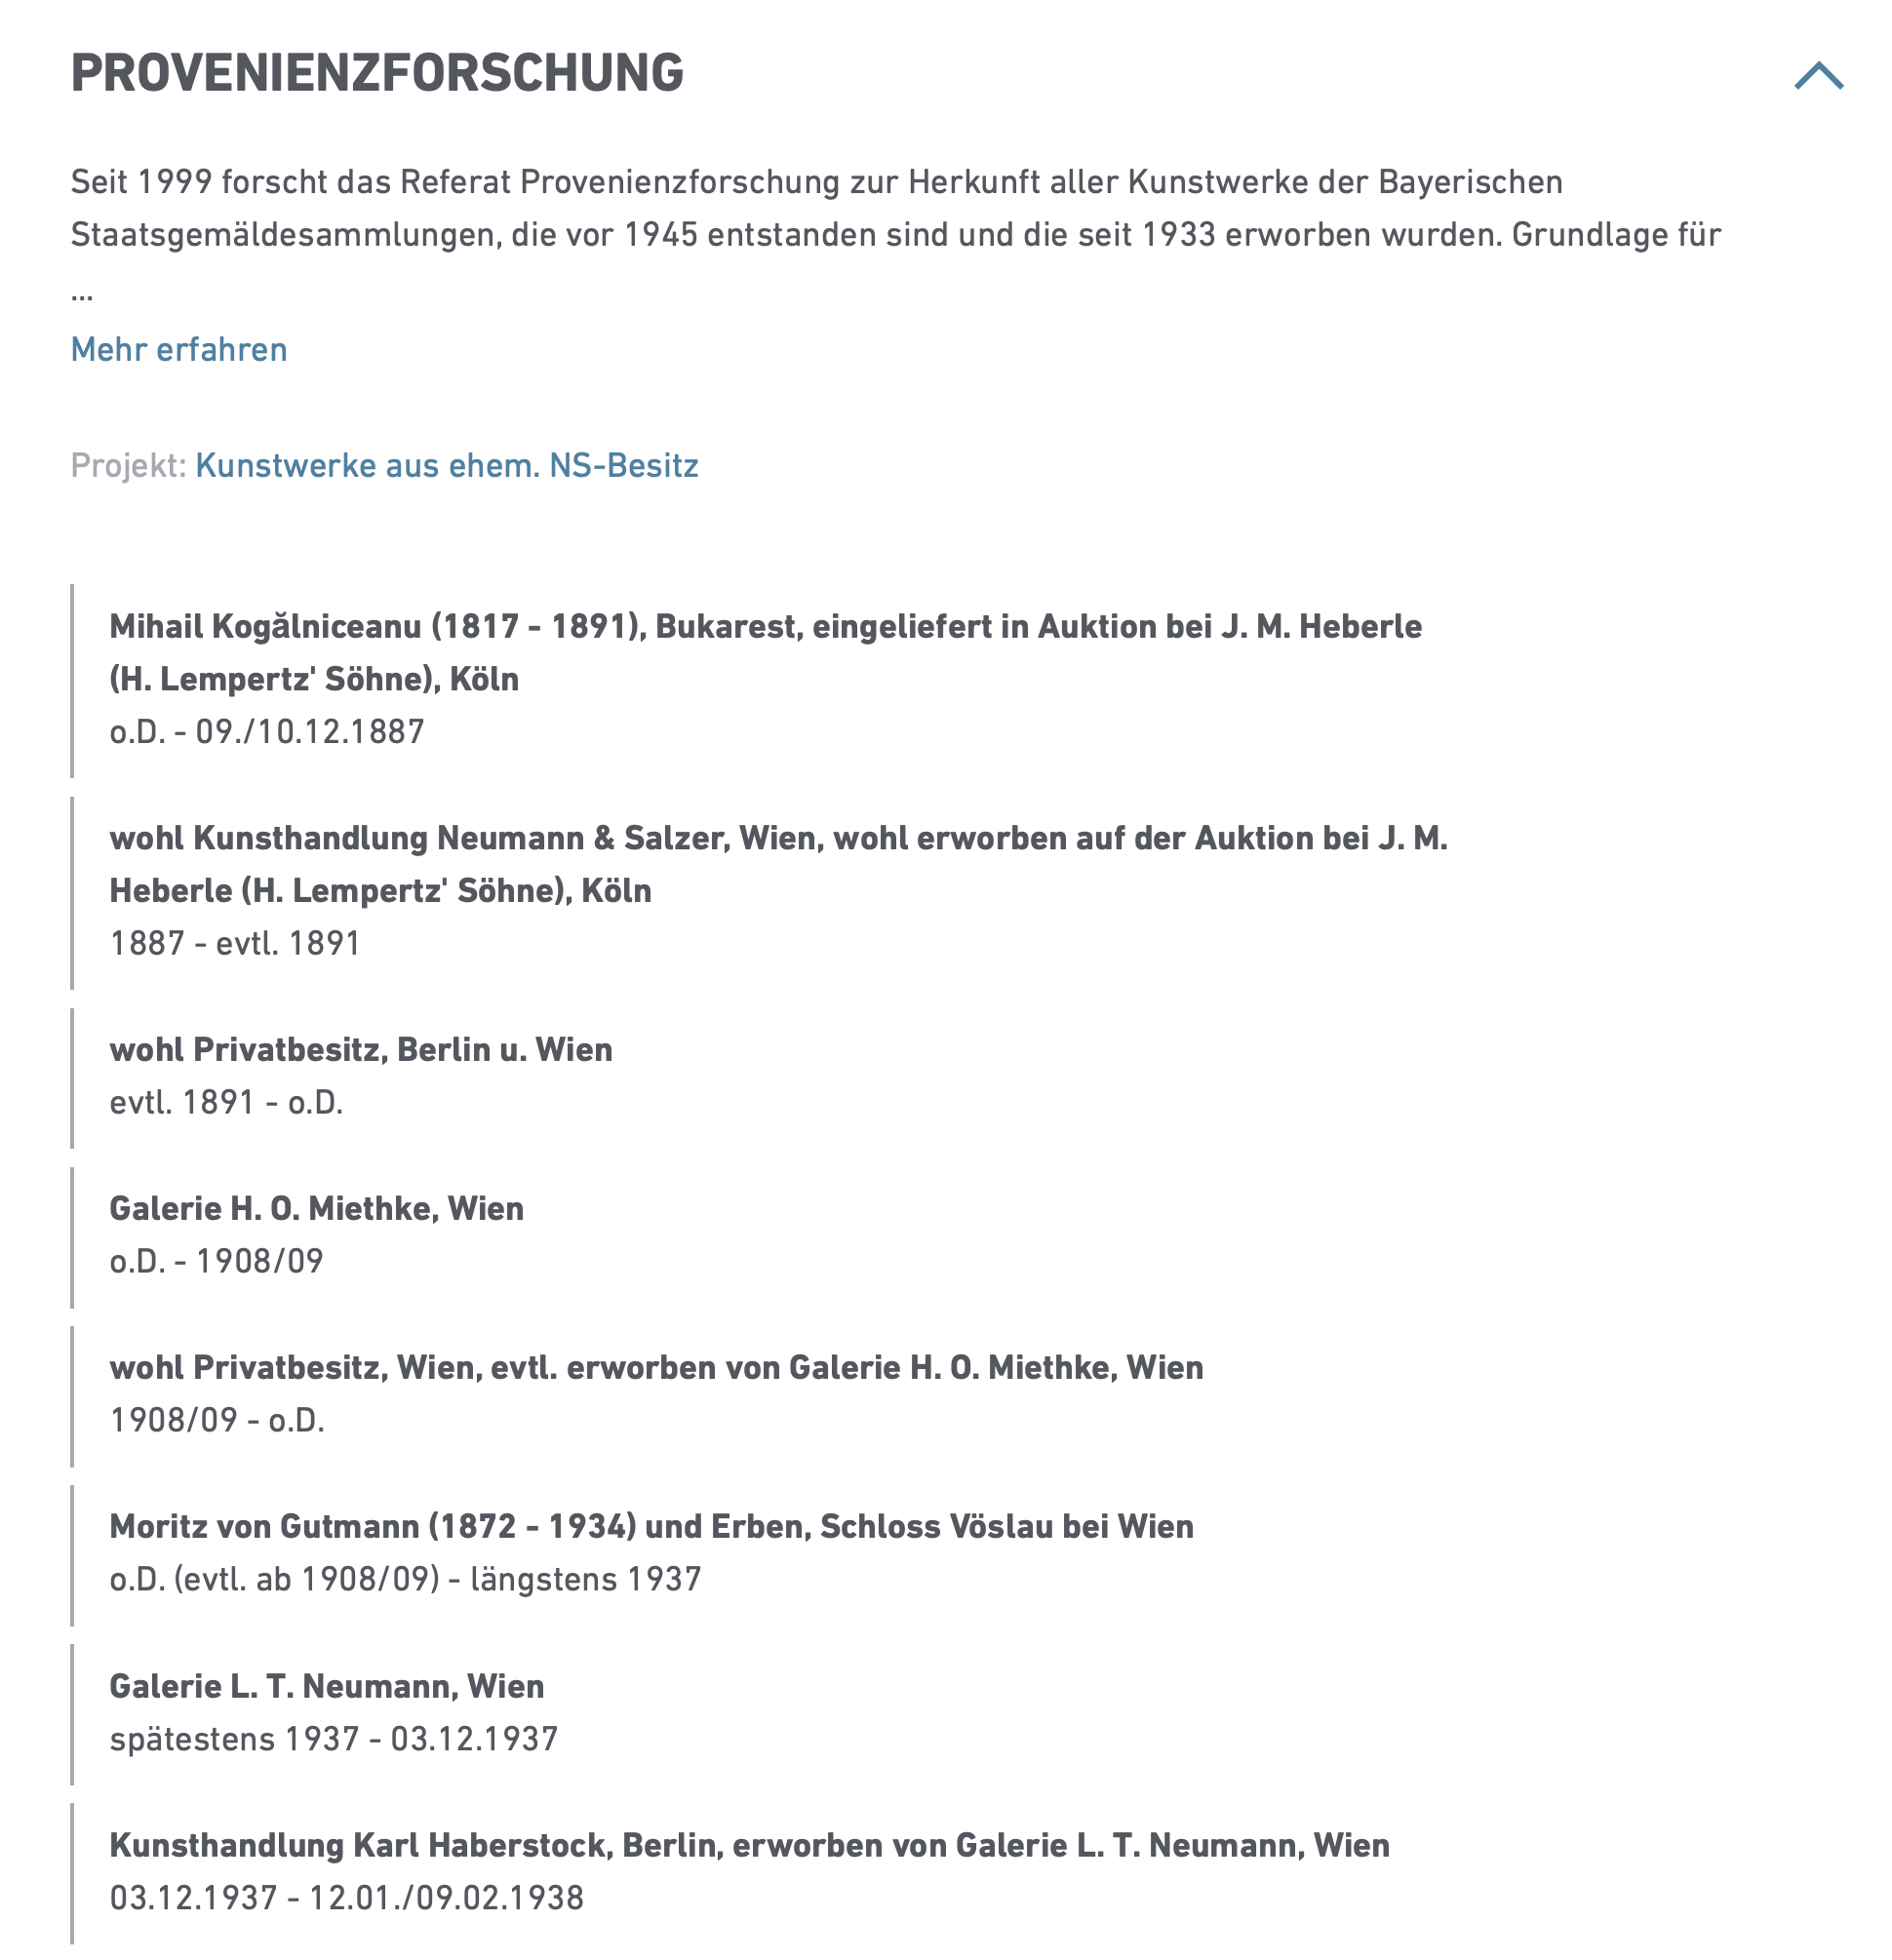 PROVENIENZFORSCHUNG
Seit 1999 forscht das Referat Provenienzforschung zur Herkunft aller Kunstwerke der Bayerischen
Staatsgemäldesammlungen, die vor 1945 entstanden sind und die seit 1933 erworben wurden. Grundlage für
...
Mehr erfahren
Projekt: Kunstwerke aus ehem. NS-Besitz
Mihail Kogălniceanu (1817 - 1891), Bukarest, eingeliefert in Auktion bei J. M. Heberle
(H. Lempertz' Söhne), Köln
o.D. - 09./10.12.1887
wohl Kunsthandlung Neumann & Salzer, Wien, wohl erworben auf der Auktion bei J. M.
Heberle (H. Lempertz' Söhne), Köln
1887 - evtl. 1891
wohl Privatbesitz, Berlin u. Wien
evtl. 1891 - o.D.
Galerie H. O. Miethke, Wien
o.D. - 1908/09
wohl Privatbesitz, Wien, evtl. erworben von Galerie H. O. Miethke, Wien
1908/09 - o.D.
Moritz von Gutmann (1872 - 1934) und Erben, Schloss Vöslau bei Wien
o.D. (evtl. ab 1908/09) - längstens 1937
Galerie L. T. Neumann, Wien
spätestens 1937 - 03.12.1937
Kunsthandlung Karl Haberstock, Berlin, erworben von Galerie L. T. Neumann, Wien
03.12.1937 - 12.01./09.02.1938